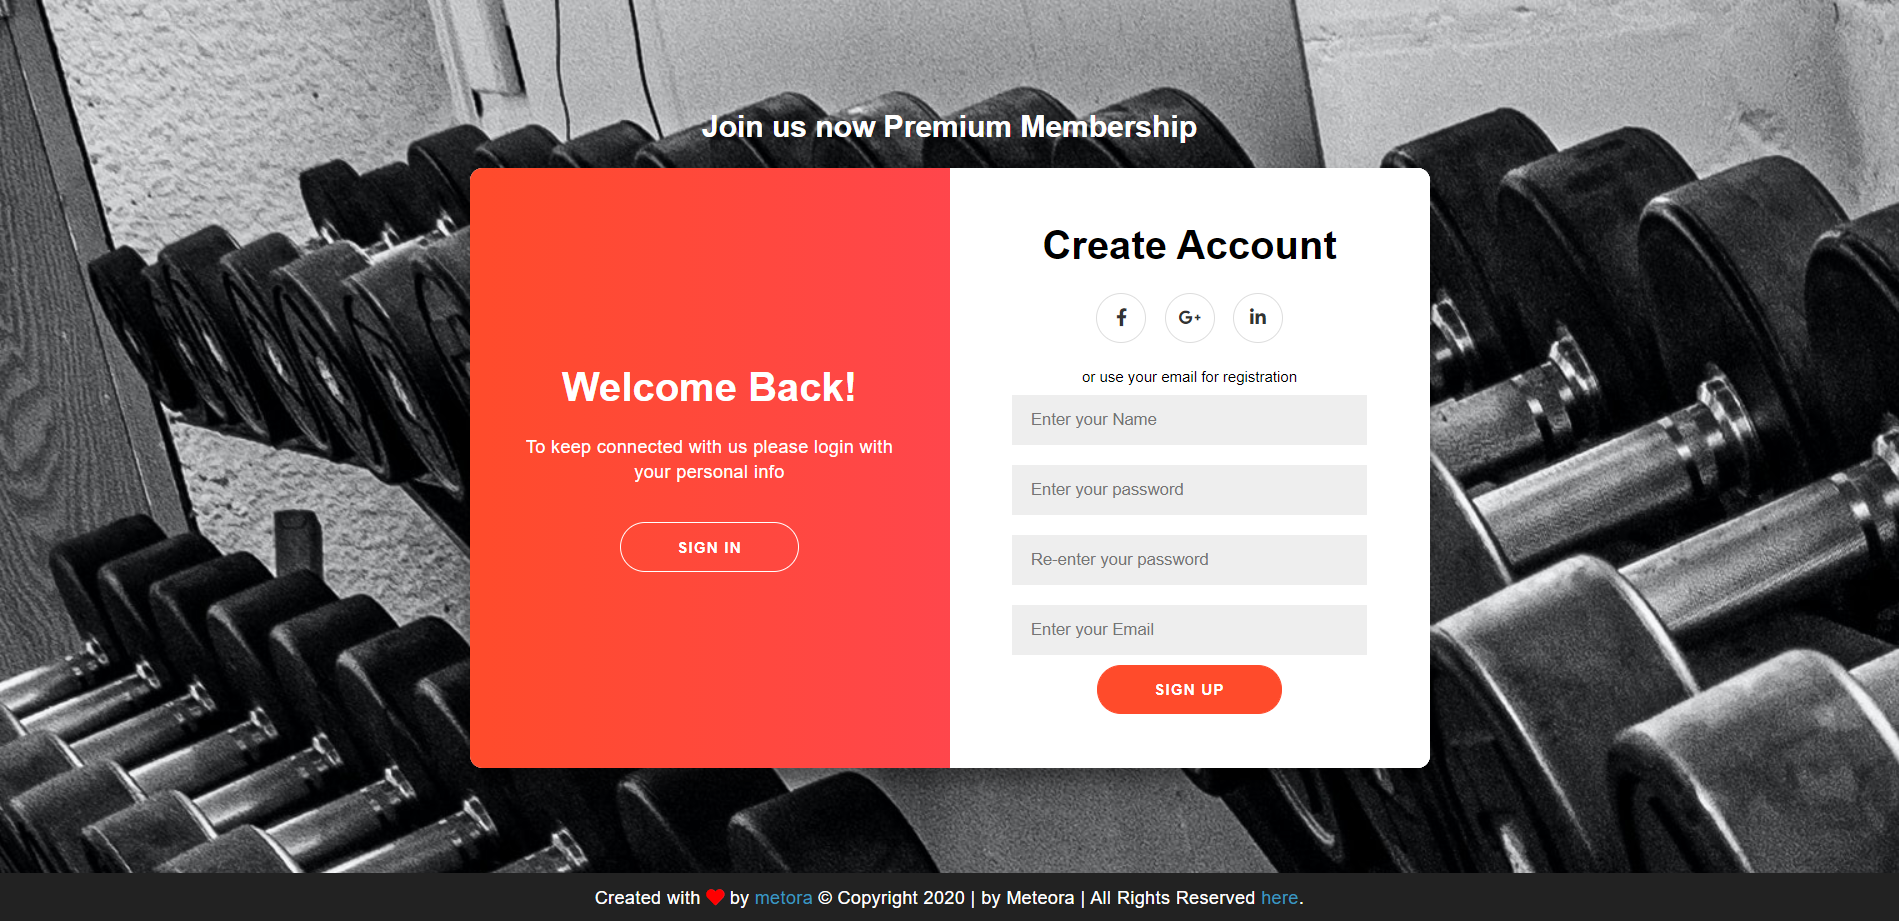 Join us now Premium Membership
Welcome Back!
To keep connected with us please login with
your personal info
SIGN IN
Create Account
or use your email for registration
Enter your Name
Enter your password
Re-enter your password
Enter your Email
SIGN UP
Created with by metora © Copyright 2020 | by Meteora | All Rights Reserved here.